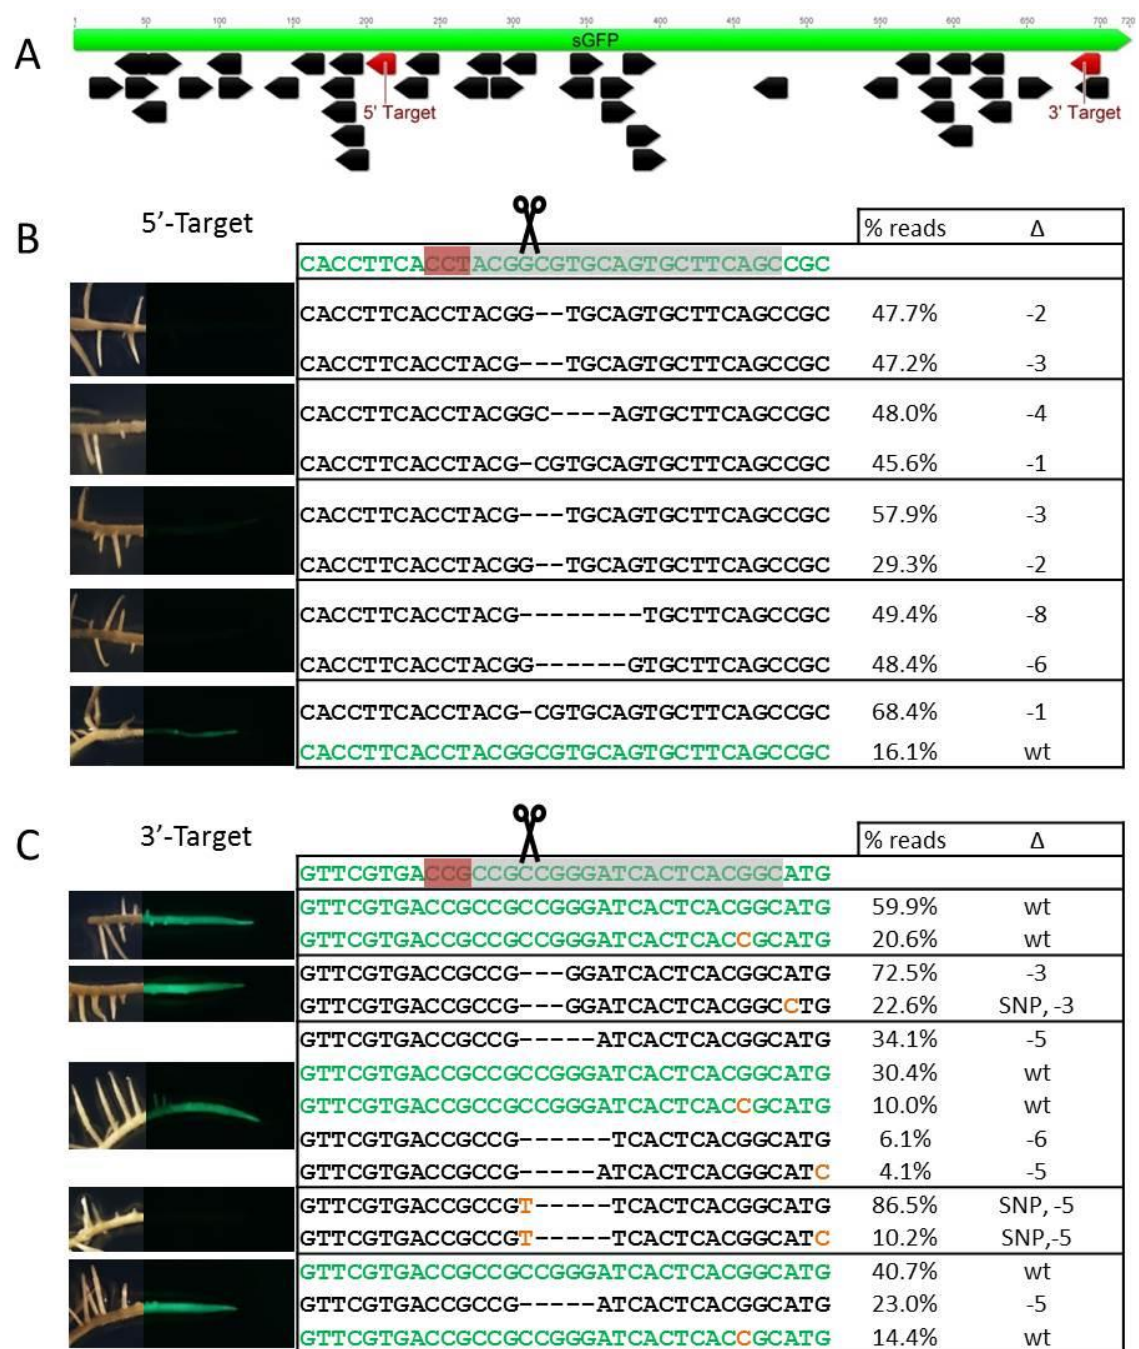 A
1 50 100 150 200 250 300 350 400 450 500 550 600 650 700 720
sGFP
5' Target 3' Target
B
5’-Target
% reads Δ
CACCTTCACCTACGGCGTGCAGTGCTTCAGCCGC
CACCTTCACCTACGG--TGCAGTGCTTCAGCCGC 47.7% -2
CACCTTCACCTACG---TGCAGTGCTTCAGCCGC 47.2% -3
CACCTTCACCTACGGC----AGTGCTTCAGCCGC 48.0% -4
CACCTTCACCTACG-CGTGCAGTGCTTCAGCCGC 45.6% -1
CACCTTCACCTACG---TGCAGTGCTTCAGCCGC 57.9% -3
CACCTTCACCTACGG--TGCAGTGCTTCAGCCGC 29.3% -2
CACCTTCACCTACG--------TGCTTCAGCCGC 49.4% -8
CACCTTCACCTACGG------GTGCTTCAGCCGC 48.4% -6
CACCTTCACCTACG-CGTGCAGTGCTTCAGCCGC 68.4% -1
CACCTTCACCTACGGCGTGCAGTGCTTCAGCCGC 16.1% wt
C
3’-Target
% reads Δ
GTTCGTGACCGCCGCCGGGATCACTCACGGCATG
GTTCGTGACCGCCGCCGGGATCACTCACGGCATG 59.9% wt
GTTCGTGACCGCCGCCGGGATCACTCACCGCATG 20.6% wt
GTTCGTGACCGCCG---GGATCACTCACGGCATG 72.5% -3
GTTCGTGACCGCCG---GGATCACTCACGGCCTG 22.6% SNP, -3
GTTCGTGACCGCCG-----ATCACTCACGGCATG 34.1% -5
GTTCGTGACCGCCGCCGGGATCACTCACGGCATG 30.4% wt
GTTCGTGACCGCCGCCGGGATCACTCACCGCATG 10.0% wt
GTTCGTGACCGCCG------TCACTCACGGCATG 6.1% -6
GTTCGTGACCGCCG-----ATCACTCACGGCATC 4.1% -5
GTTCGTGACCGCCGT-----TCACTCACGGCATG 86.5% SNP, -5
GTTCGTGACCGCCGT-----TCACTCACGGCATC 10.2% SNP,-5
GTTCGTGACCGCCGCCGGGATCACTCACGGCATG 40.7% wt
GTTCGTGACCGCCG-----ATCACTCACGGCATG 23.0% -5
GTTCGTGACCGCCGCCGGGATCACTCACCGCATG 14.4% wt